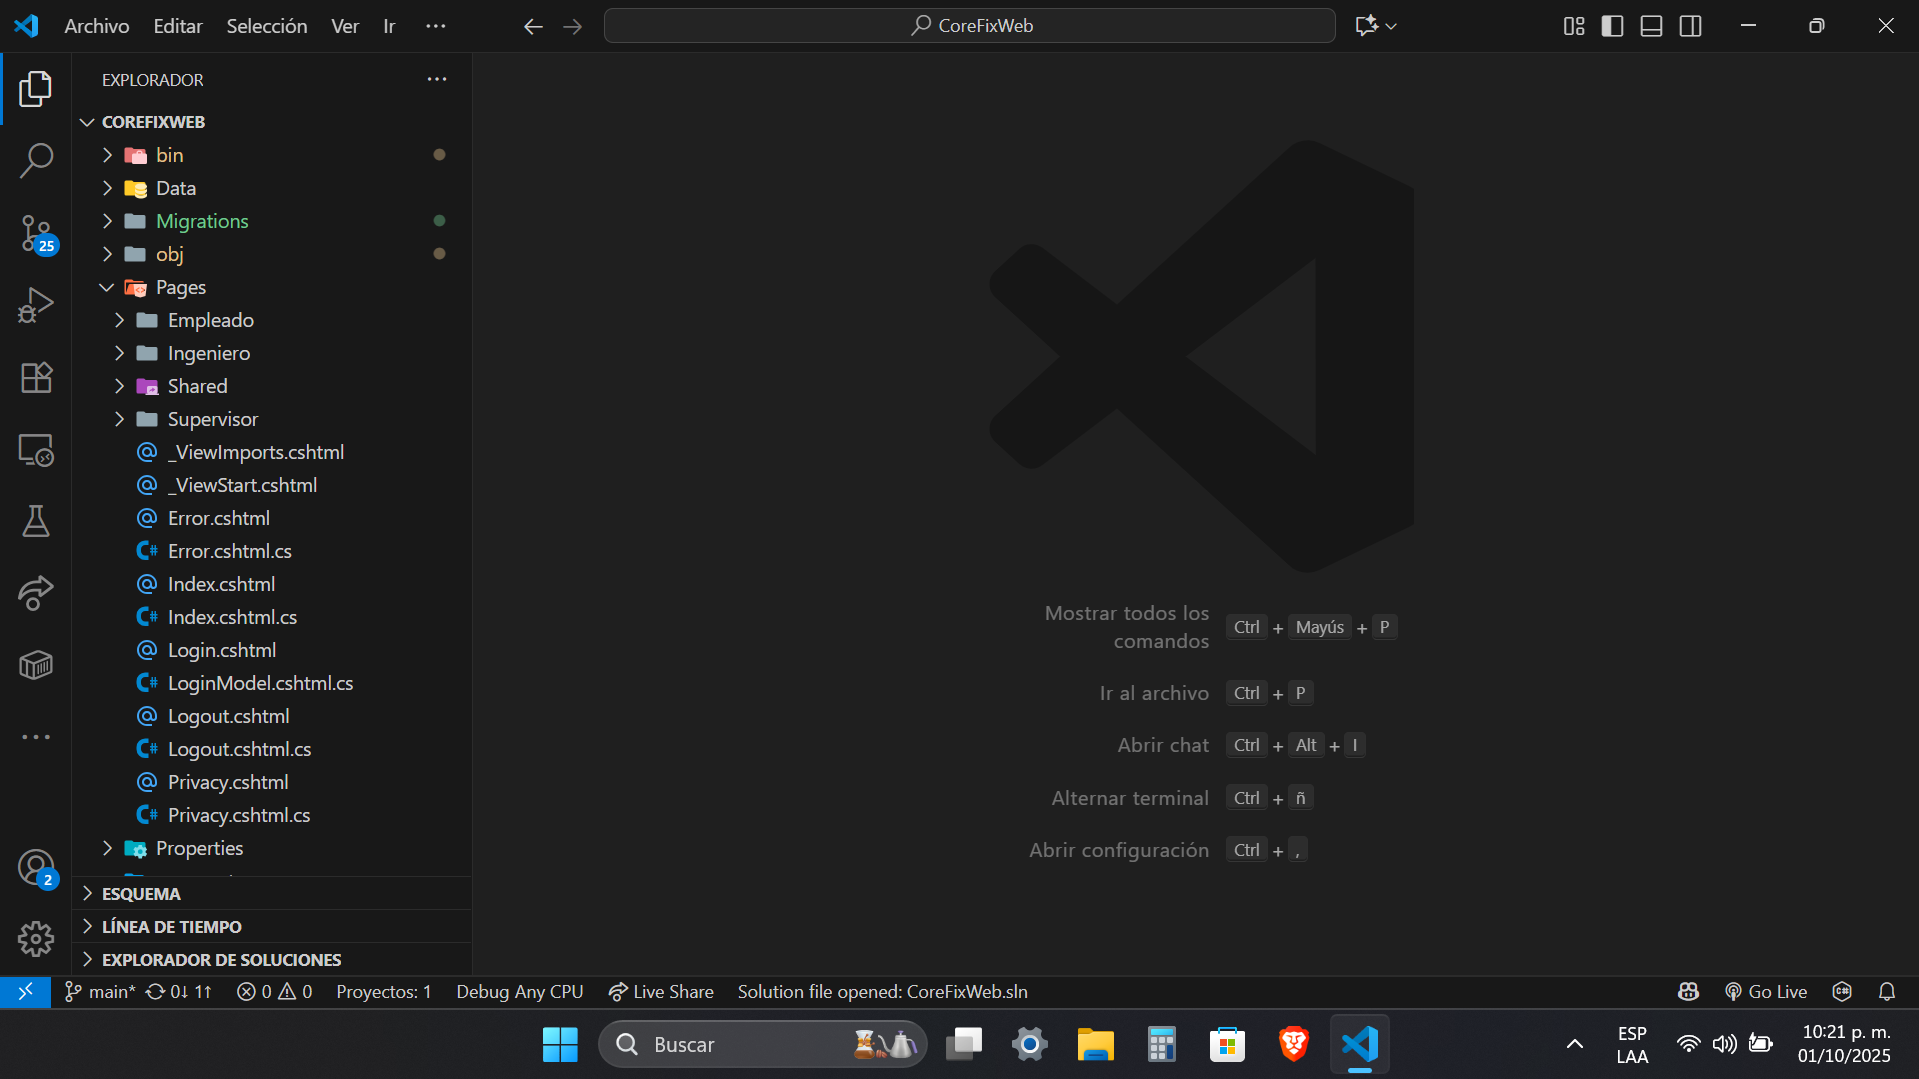 Archivo Editar Selección Ver Ir ··· CoreFixWeb
EXPLORADOR
COREFIXWEB
bin
Data
Migrations
obj
Pages
Empleado
Ingeniero
Shared
Supervisor
_ViewImports.cshtml
_ViewStart.cshtml
Error.cshtml
Error.cshtml.cs
Index.cshtml
Index.cshtml.cs
Login.cshtml
LoginModel.cshtml.cs
Logout.cshtml
Logout.cshtml.cs
Privacy.cshtml
Privacy.cshtml.cs
Properties
ESQUEMA
LÍNEA DE TIEMPO
EXPLORADOR DE SOLUCIONES
25
2
Mostrar todos los
comandos Ctrl + Mayús + P
Ir al archivo Ctrl + P
Abrir chat Ctrl + Alt + I
Alternar terminal Ctrl + ñ
Abrir configuración Ctrl + ,
main* 0↓ 1↑ 0 0 Proyectos: 1 Debug Any CPU Live Share Solution file opened: CoreFixWeb.sln Go Live
Buscar
ESP
LAA
10:21 p. m.
01/10/2025